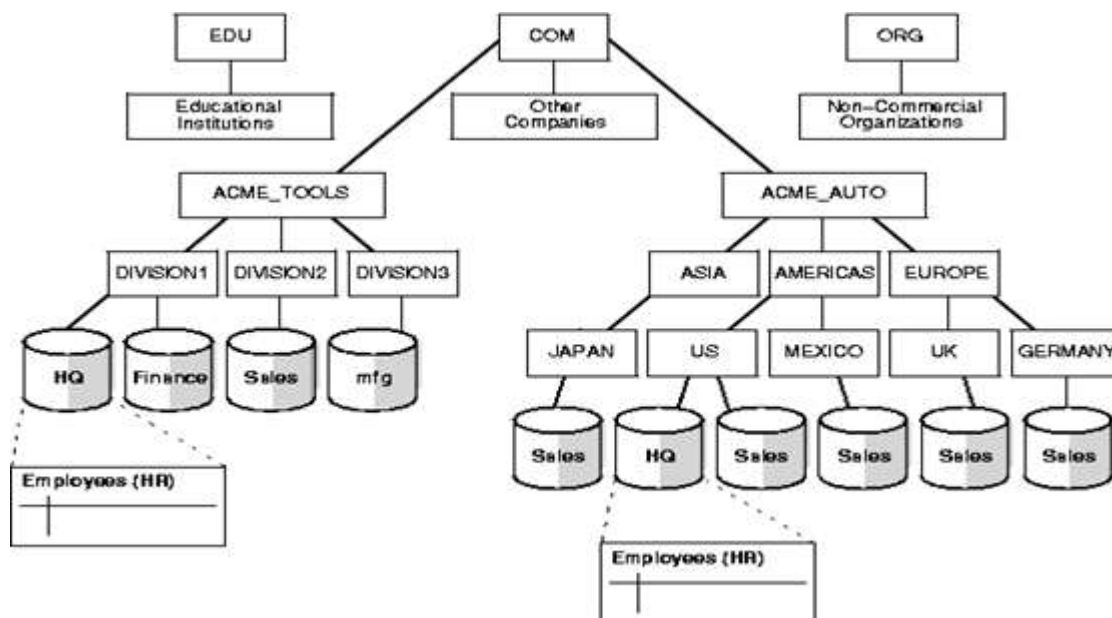 EDU
COM
ORG
Educational
Institutions
Other
Companies
Non-Commercial
Organizations
ACME_TOOLS
ACME_AUTO
DIVISION1
DIVISION2
DIVISION3
ASIA
AMERICAS
EUROPE
JAPAN
US
MEXICO
UK
GERMANY
HQ
Finance
Sales
mfg
Sales
HQ
Sales
Sales
Sales
Sales
Employees (HR)
Employees (HR)